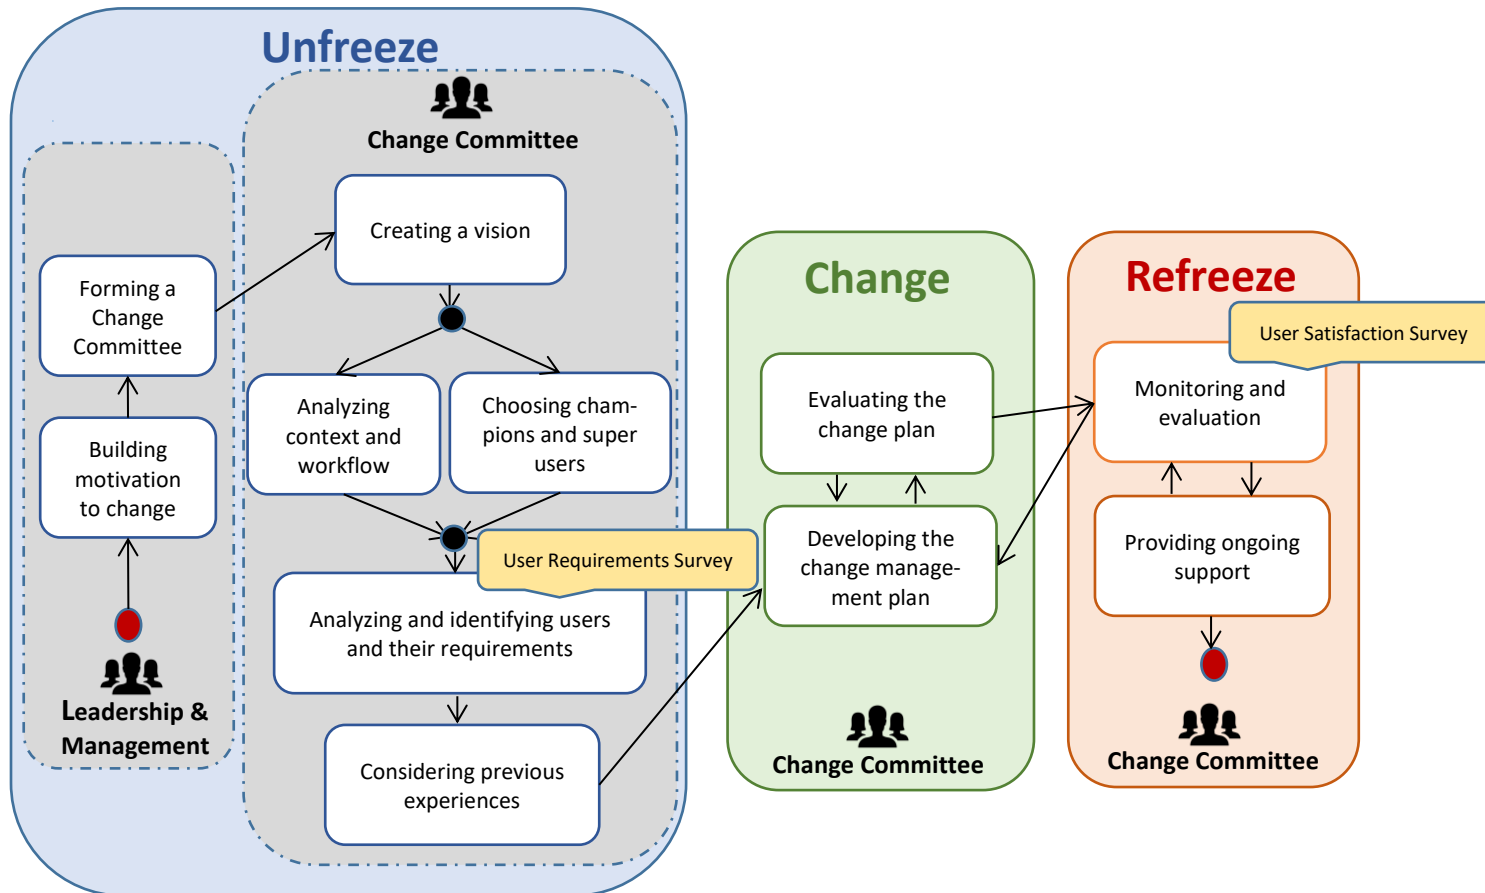 Unfreeze
Change Committee
Creating a vision
Forming a
Change
Committee
Analyzing
context and
workflow
Choosing cham-
pions and super
users
Building
motivation
to change
User Requirements Survey
Analyzing and identifying users
and their requirements
Leadership &
Management
Considering previous
experiences
Change
Evaluating the
change plan
Developing the
change manage-
ment plan
Change Committee
Refreeze
User Satisfaction Survey
Monitoring and
evaluation
Providing ongoing
support
Change Committee